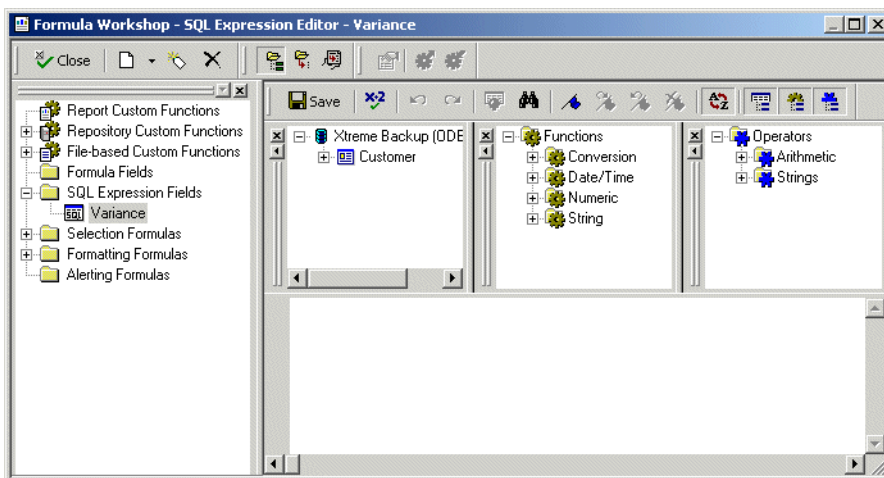 Formula Workshop - SQL Expression Editor - Variance
Close
Save
X+2
Report Custom Functions
Repository Custom Functions
File-based Custom Functions
Formula Fields
SQL Expression Fields
SQL Variance
Selection Formulas
Formatting Formulas
Alerting Formulas
Xtreme Backup (ODE
Customer
Functions
Conversion
Date/Time
Numeric
String
Operators
Arithmetic
Strings